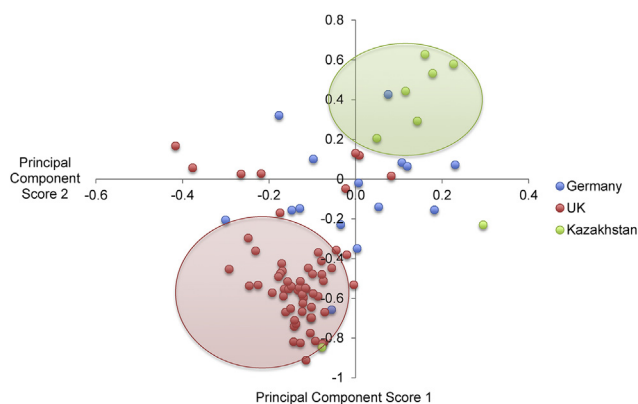 0.8
0.6
0.4
0.2
0
Principal
Component
Score 2
-0.6
-0.4
-0.2
0.0
0.2
0.4
-0.2
-0.4
-0.6
-0.8
-1
Germany
UK
Kazakhstan
Principal Component Score 1